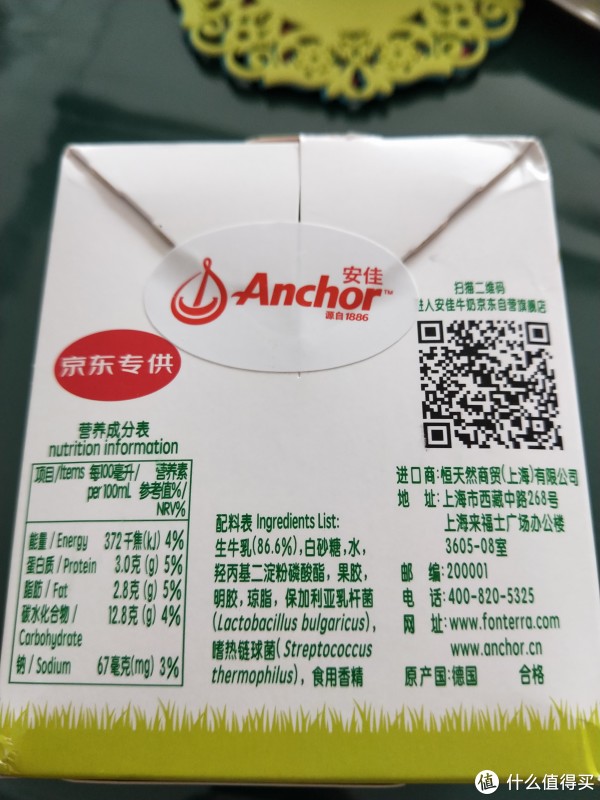 安佳
Anchor™
源自1886
京东专供
扫描二维码
进入安佳牛奶京东自营旗舰店
营养成分表
nutrition information
项目/Items 每100毫升/per 100mL 营养素参考值%/NRV%
能量/Energy 372千焦(kJ) 4%
蛋白质/Protein 3.0克(g) 5%
脂肪/Fat 2.8克(g) 5%
碳水化合物/Carbohydrate 12.8克(g) 4%
钠/Sodium 67毫克(mg) 3%
配料表 Ingredients List:
生牛乳(86.6%),白砂糖,水,
羟丙基二淀粉磷酸酯,果胶,
明胶,琼脂,保加利亚乳杆菌
(Lactobacillus bulgaricus),
嗜热链球菌(Streptococcus
thermophilus),食用香精
进口商:恒天然商贸(上海)有限公司
地 址:上海市西藏中路268号
上海来福士广场办公楼
3605-08室
邮 编:200001
电 话:400-820-5325
网 址:www.fonterra.com
www.anchor.cn
原产国:德国 合格
值 什么值得买